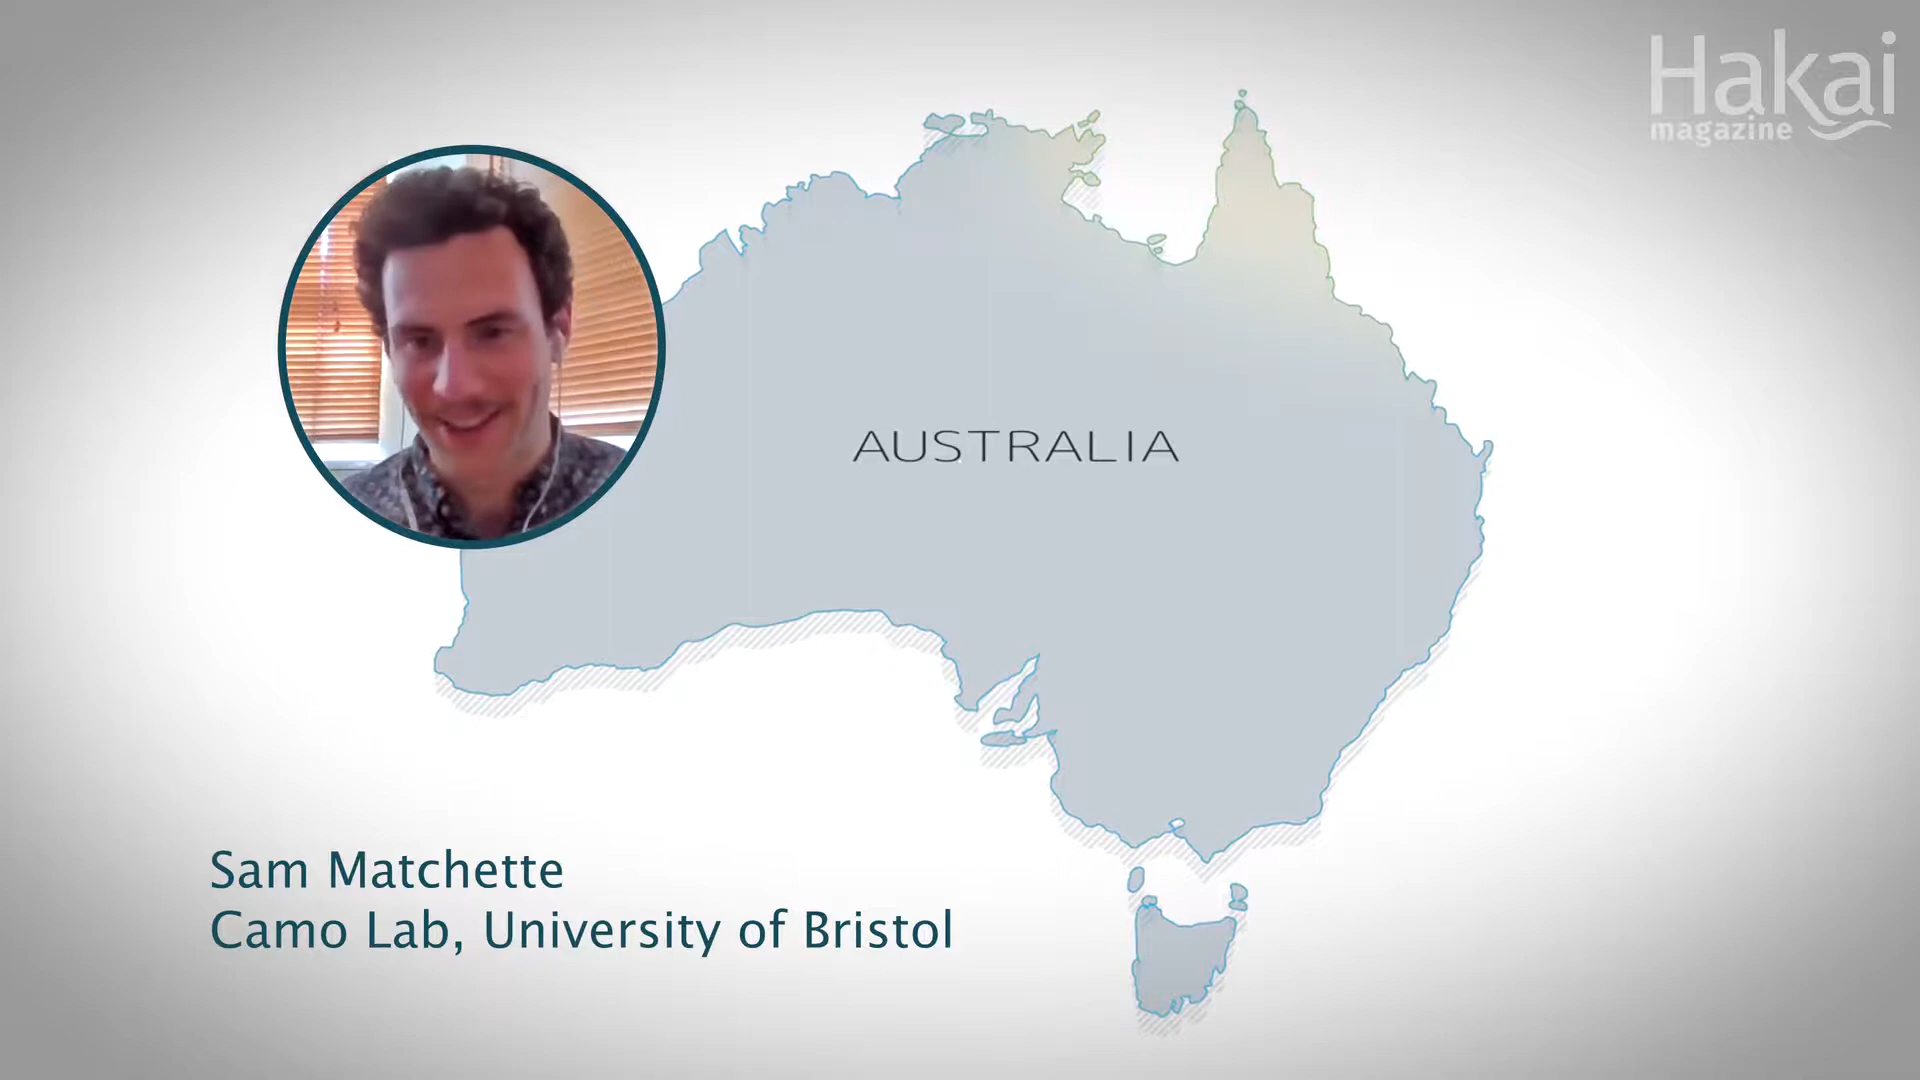 Hakai
magazine
AUSTRALIA
Sam Matchette
Camo Lab, University of Bristol